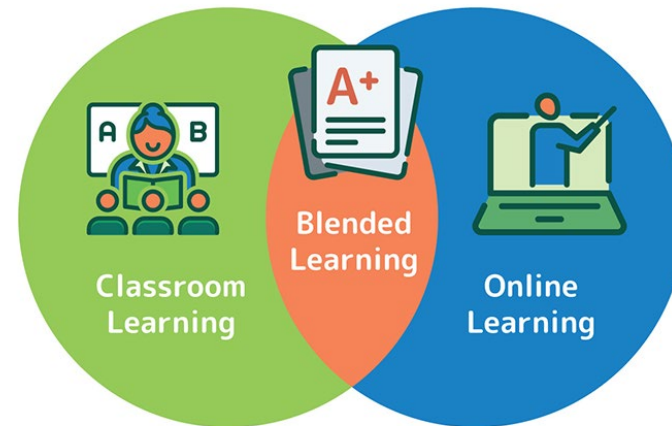 A B
A+
Blended
Learning
Classroom
Learning
Online
Learning